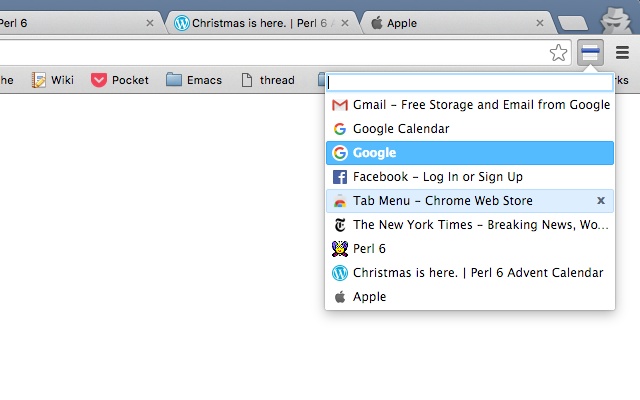 Perl 6
Christmas is here. | Perl 6 A
Apple
he
Wiki
Pocket
Emacs
thread
rks
Gmail – Free Storage and Email from Google
Google Calendar
Google
Facebook – Log In or Sign Up
Tab Menu – Chrome Web Store
The New York Times – Breaking News, Wo...
Perl 6
Christmas is here. | Perl 6 Advent Calendar
Apple